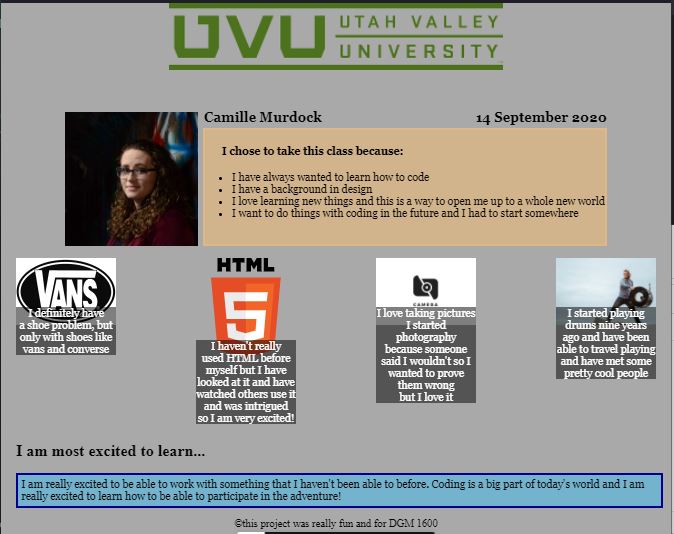 UVU UTAH VALLEY
UNIVERSITY
Camille Murdock
14 September 2020
I chose to take this class because:
I have always wanted to learn how to code
I have a background in design
I love learning new things and this is a way to open me up to a whole new world
I want to do things with coding in the future and I had to start somewhere
VANS
I definitely have
a shoe problem, but
only with shoes like
vans and converse
HTML
5
I haven't really
used HTML before
myself but I have
looked at it and have
watched others use it
and was intrigued
so I am very excited!
CAMERA
I love taking pictures
I started
photography
because someone
said I wouldn't so I
wanted to prove
them wrong
but I love it
I started playing
drums nine years
ago and have been
able to travel playing
and have met some
pretty cool people
I am most excited to learn...
I am really excited to be able to work with something that I haven't been able to before. Coding is a big part of today's world and I am
really excited to learn how to be able to participate in the adventure!
©this project was really fun and for DGM 1600